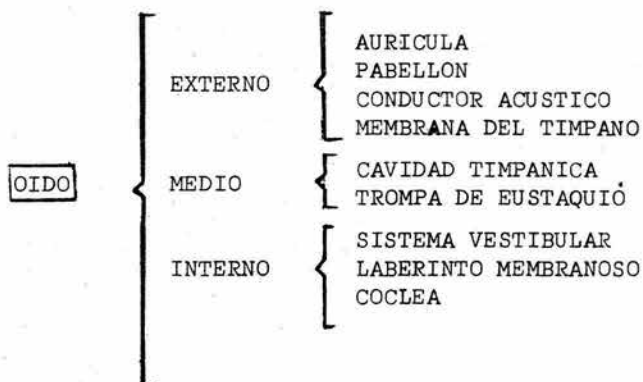 AURICULA
PABELLON
EXTERNO
CONDUCTOR ACUSTICO
MEMBRANA DEL TIMPANO
CAVIDAD TIMPANICA
OIDO
MEDIO
TROMPA DE EUSTAQUIO
SISTEMA VESTIBULAR
INTERNO
LABERINTO MEMBRANOSO
COCLEA